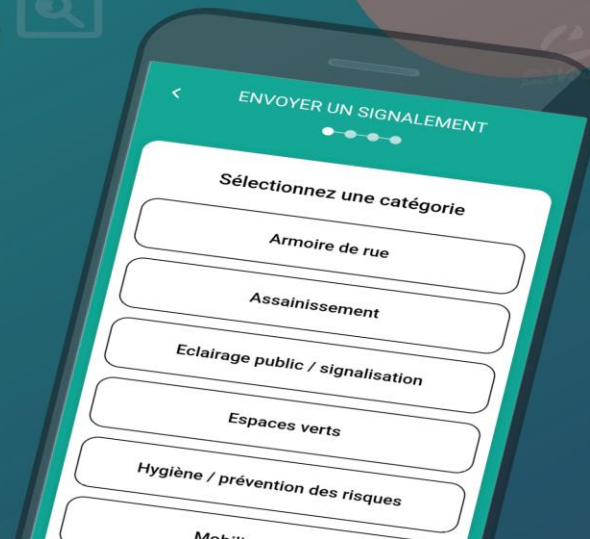 ENVOYER UN SIGNALEMENT
Sélectionnez une catégorie
Armoire de rue
Assainissement
Eclairage public / signalisation
Espaces verts
Hygiène / prévention des risques